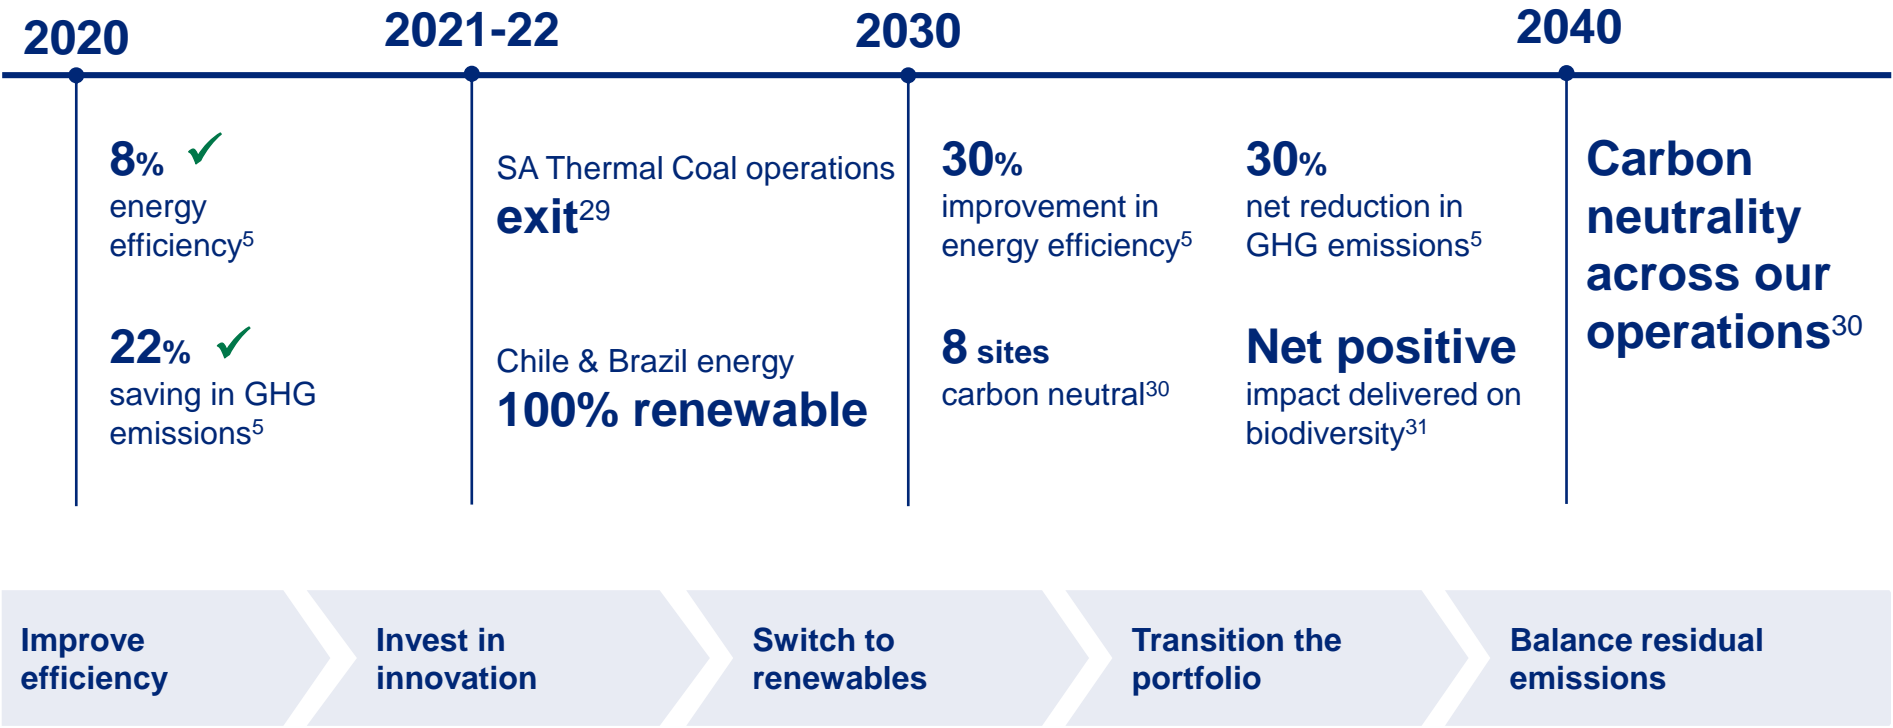 2020
8%
energy
efficiency5
22%
saving in GHG
emissions5
2021-22
SA Thermal Coal operations
exit29
Chile & Brazil energy
100% renewable
2030
30%
improvement in
energy efficiency5
8 sites
carbon neutral30
30%
net reduction in
GHG emissions5
Net positive
impact delivered on
biodiversity31
2040
Carbon
neutrality
across our
operations30
Improve
efficiency
Invest in
innovation
Switch to
renewables
Transition the
portfolio
Balance residual
emissions